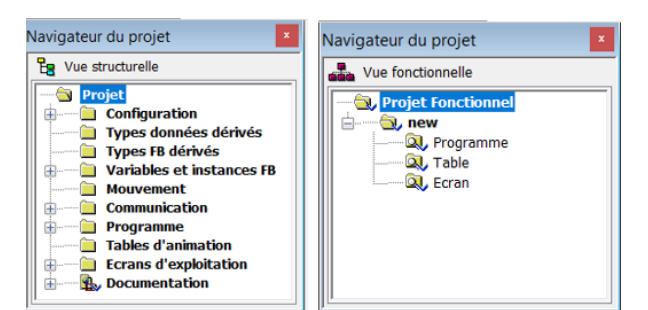 Navigateur du projet
Vue structurelle
Projet
Configuration
Types données dérivés
Types FB dérivés
Variables et instances FB
Mouvement
Communication
Programme
Tables d'animation
Ecrans d'exploitation
Documentation
Navigateur du projet
Vue fonctionnelle
Projet Fonctionnel
new
Programme
Table
Ecran